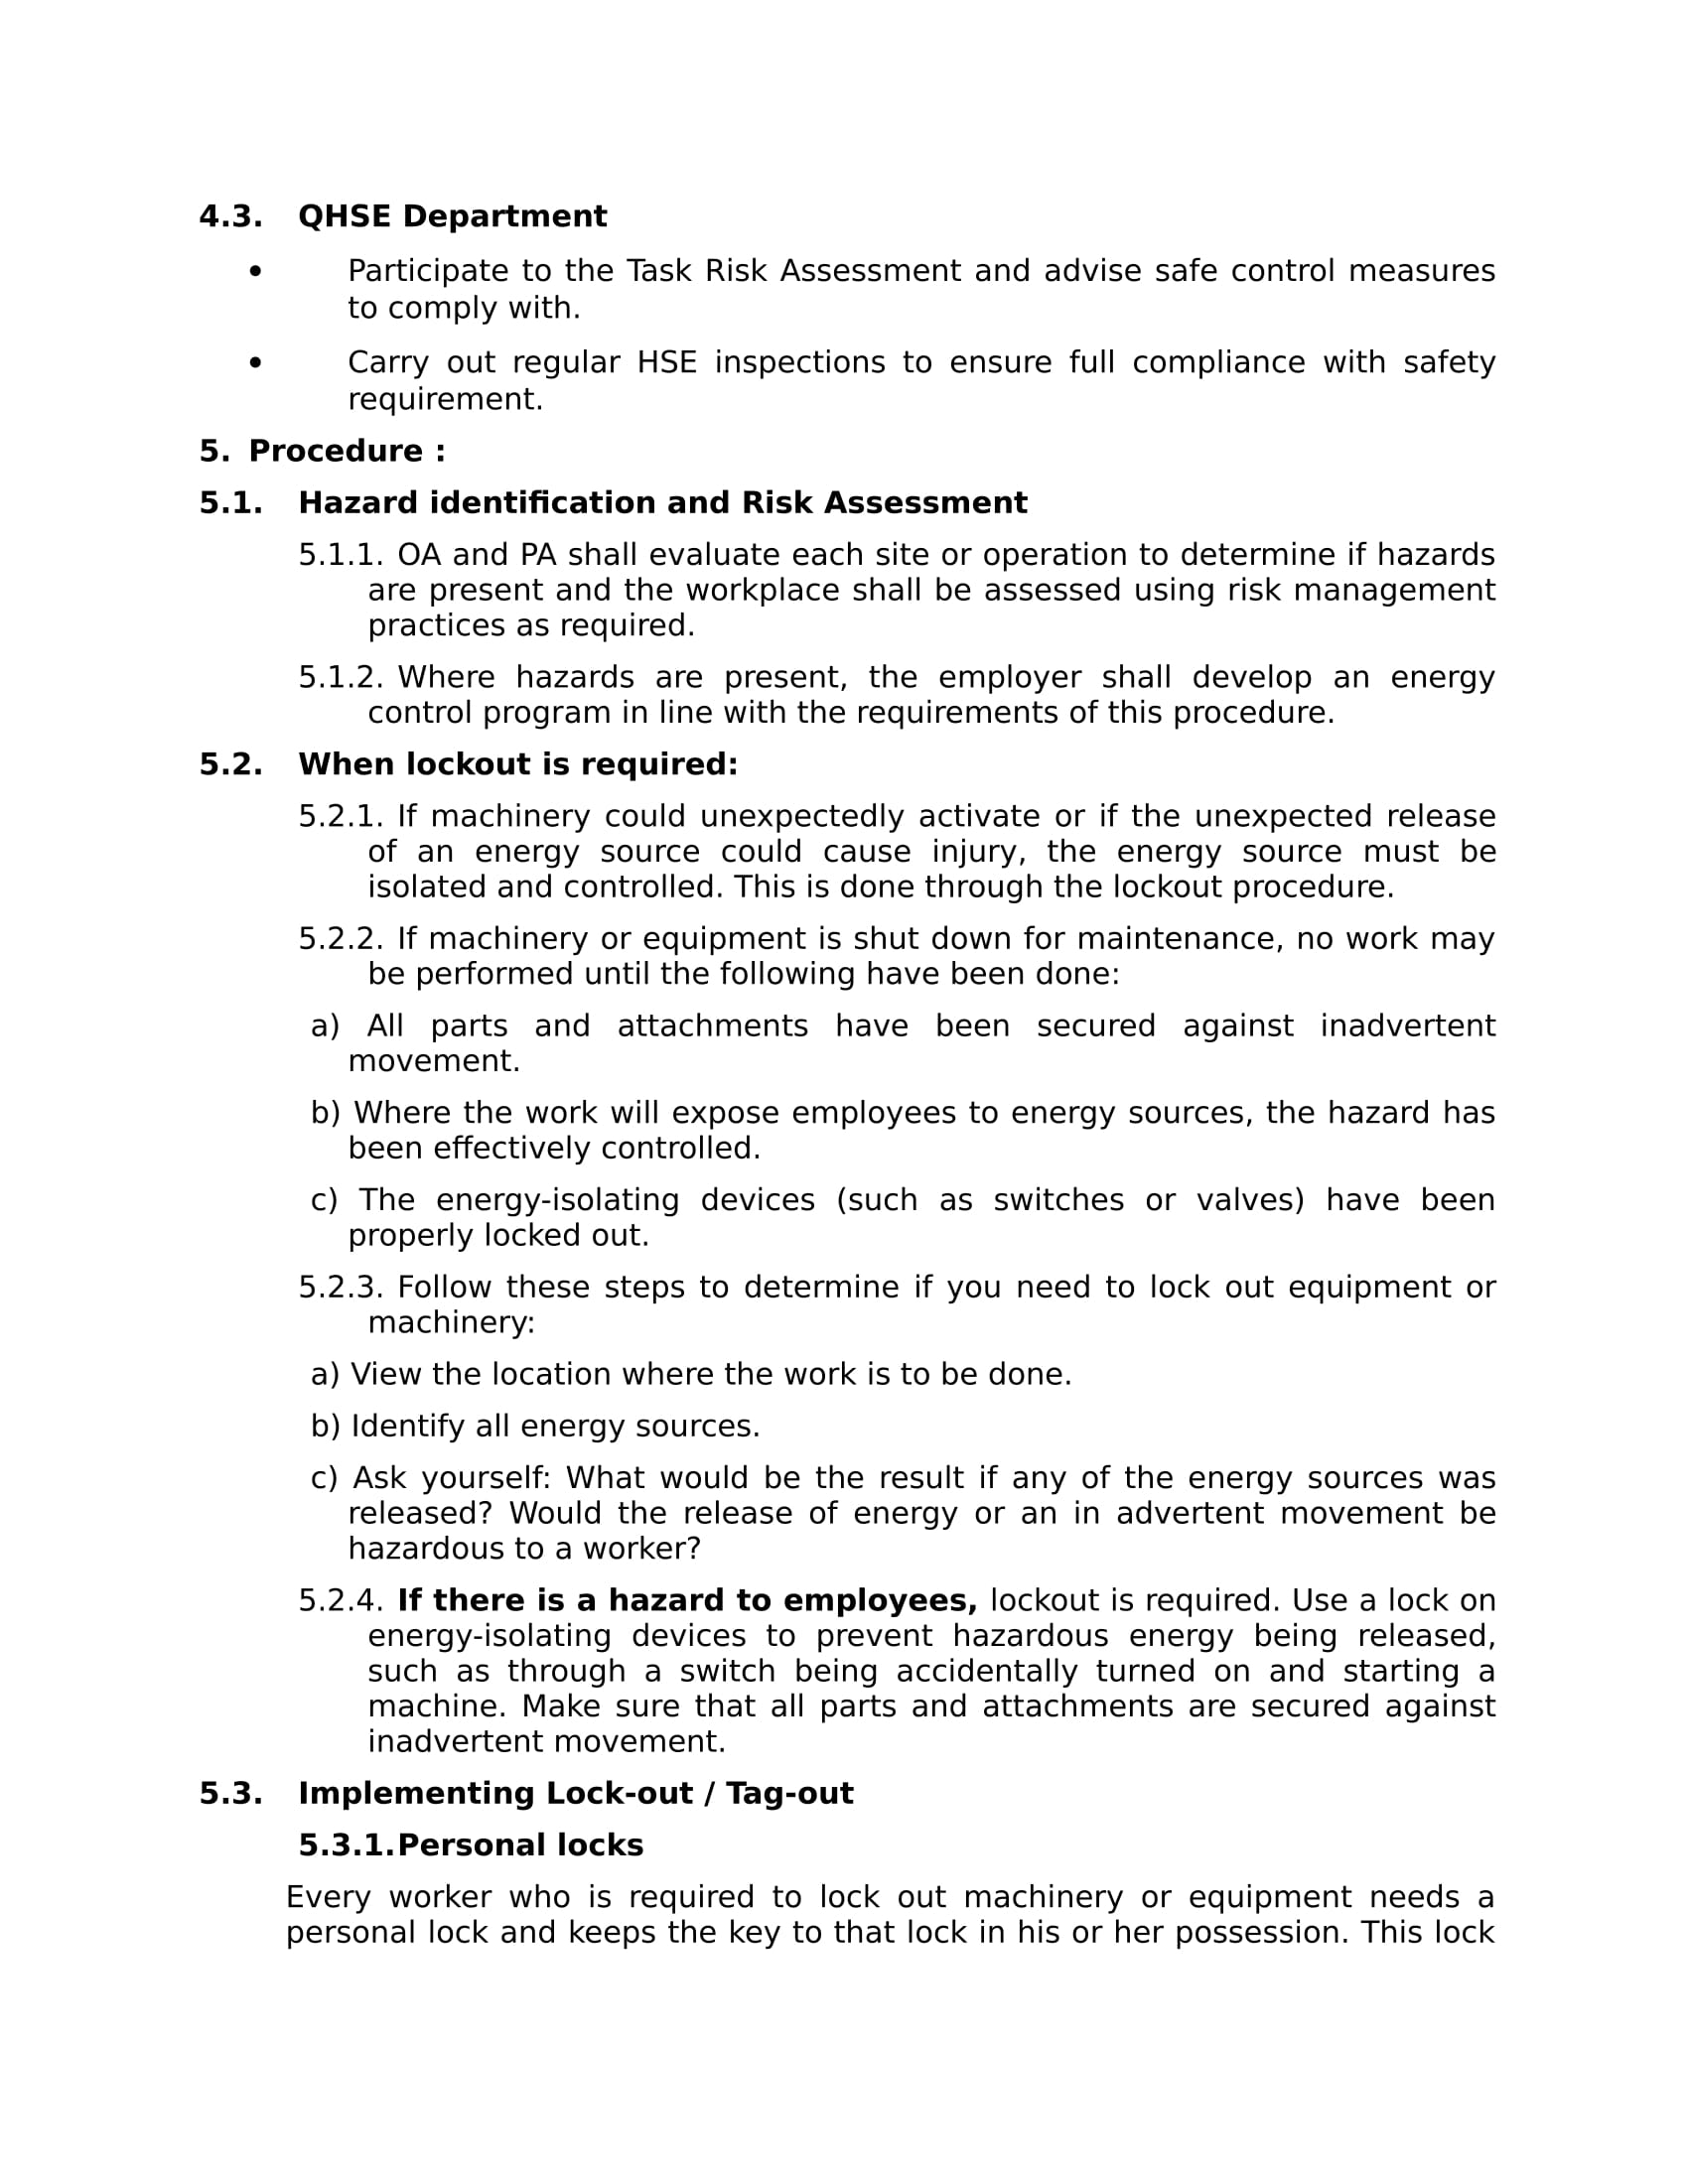 4.3. QHSE Department
• Participate to the Task Risk Assessment and advise safe control measures
to comply with.
• Carry out regular HSE inspections to ensure full compliance with safety
requirement.
5. Procedure :
5.1. Hazard identification and Risk Assessment
5.1.1. OA and PA shall evaluate each site or operation to determine if hazards
are present and the workplace shall be assessed using risk management
practices as required.
5.1.2. Where hazards are present, the employer shall develop an energy
control program in line with the requirements of this procedure.
5.2. When lockout is required:
5.2.1. If machinery could unexpectedly activate or if the unexpected release
of an energy source could cause injury, the energy source must be
isolated and controlled. This is done through the lockout procedure.
5.2.2. If machinery or equipment is shut down for maintenance, no work may
be performed until the following have been done:
a) All parts and attachments have been secured against inadvertent
movement.
b) Where the work will expose employees to energy sources, the hazard has
been effectively controlled.
c) The energy-isolating devices (such as switches or valves) have been
properly locked out.
5.2.3. Follow these steps to determine if you need to lock out equipment or
machinery:
a) View the location where the work is to be done.
b) Identify all energy sources.
c) Ask yourself: What would be the result if any of the energy sources was
released? Would the release of energy or an in advertent movement be
hazardous to a worker?
5.2.4. If there is a hazard to employees, lockout is required. Use a lock on
energy-isolating devices to prevent hazardous energy being released,
such as through a switch being accidentally turned on and starting a
machine. Make sure that all parts and attachments are secured against
inadvertent movement.
5.3. Implementing Lock-out / Tag-out
5.3.1. Personal locks
Every worker who is required to lock out machinery or equipment needs a
personal lock and keeps the key to that lock in his or her possession. This lock